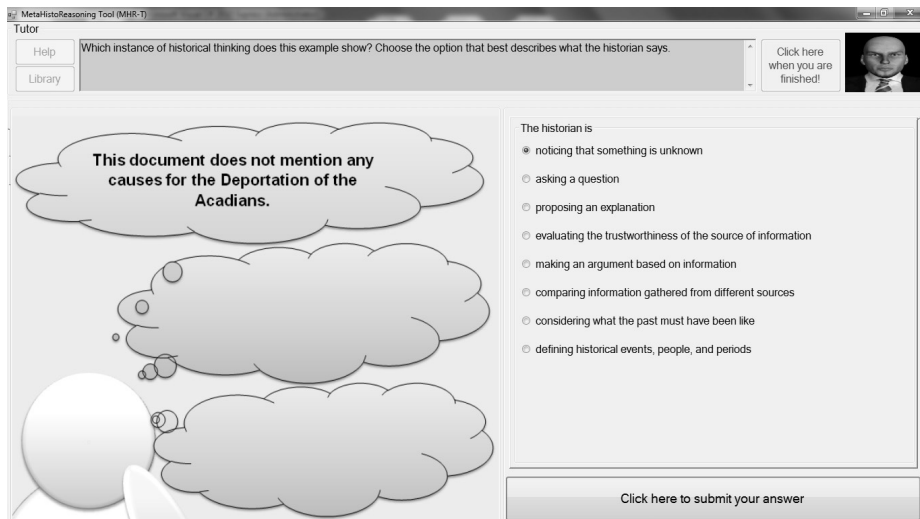 MetaHistoReasoning Tool (MHR-T)
Tutor
Help
Library
Which instance of historical thinking does this example show? Choose the option that best describes what the historian says.
Click here
when you are
finished!
This document does not mention any
causes for the Deportation of the
Acadians.
The historian is
noticing that something is unknown
asking a question
proposing an explanation
evaluating the trustworthiness of the source of information
making an argument based on information
comparing information gathered from different sources
considering what the past must have been like
defining historical events, people, and periods
Click here to submit your answer